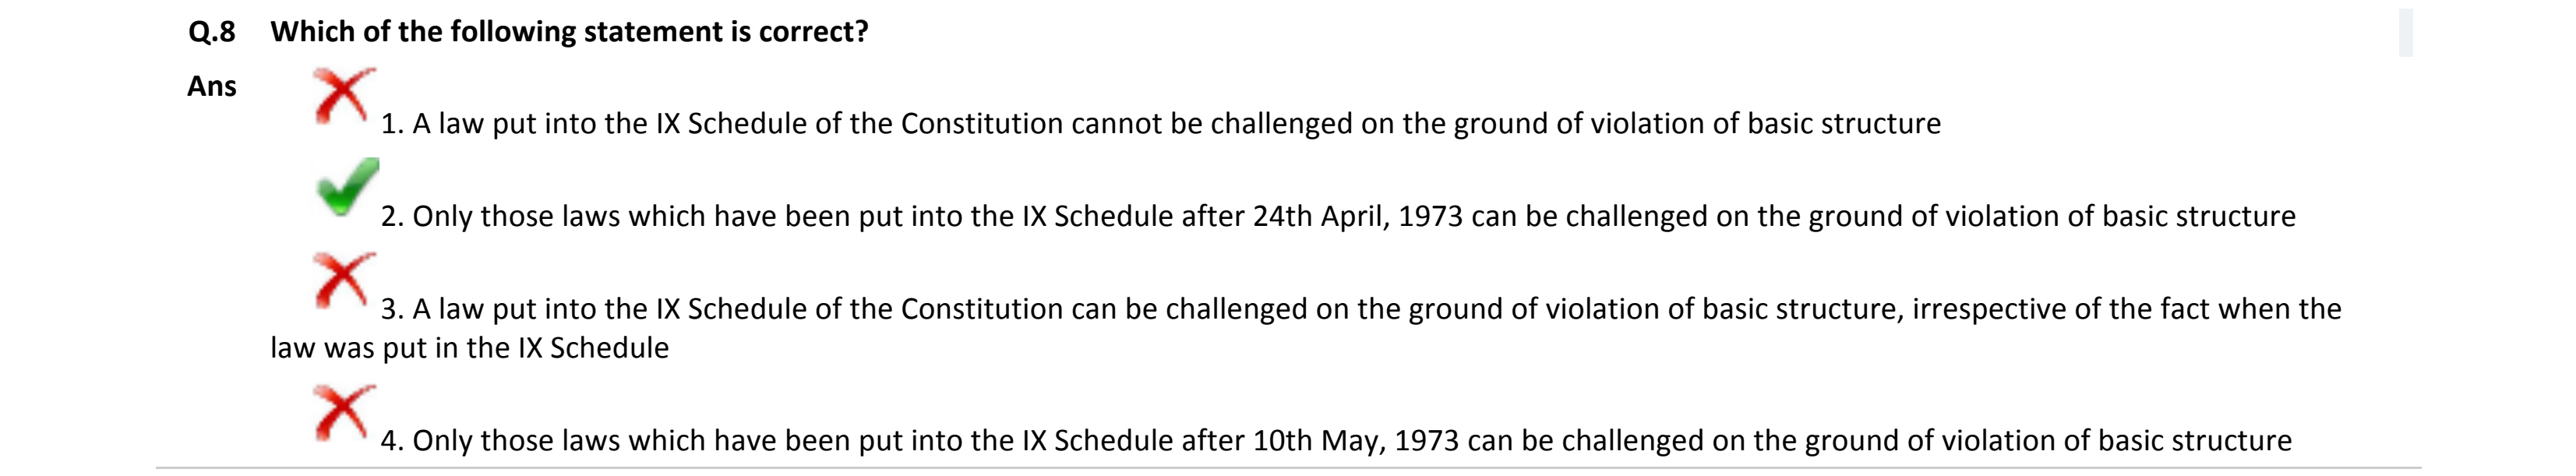 Q.8 Which of the following statement is correct?
Ans
1. A law put into the IX Schedule of the Constitution cannot be challenged on the ground of violation of basic structure
2. Only those laws which have been put into the IX Schedule after 24th April, 1973 can be challenged on the ground of violation of basic structure
3. A law put into the IX Schedule of the Constitution can be challenged on the ground of violation of basic structure, irrespective of the fact when the
law was put in the IX Schedule
4. Only those laws which have been put into the IX Schedule after 10th May, 1973 can be challenged on the ground of violation of basic structure